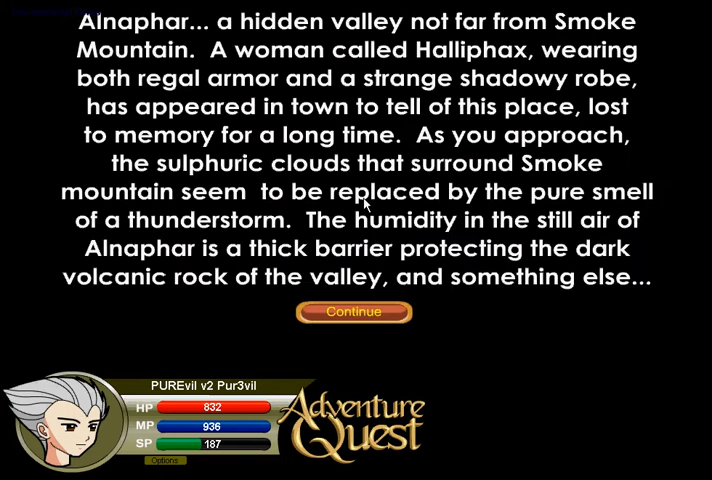 Alnaphar... a hidden valley not far from Smoke
Mountain.  A woman called Halliphax, wearing
both regal armor and a strange shadowy robe,
has appeared in town to tell of this place, lost
to memory for a long time.  As you approach,
the sulphuric clouds that surround Smoke
mountain seem  to be replaced by the pure smell
of a thunderstorm.  The humidity in the still air of
Alnaphar is a thick barrier protecting the dark
volcanic rock of the valley, and something else...
Continue
PUREvil v2 Pur3vil
HP 832
MP 936
SP 187
Options
Adventure
Quest